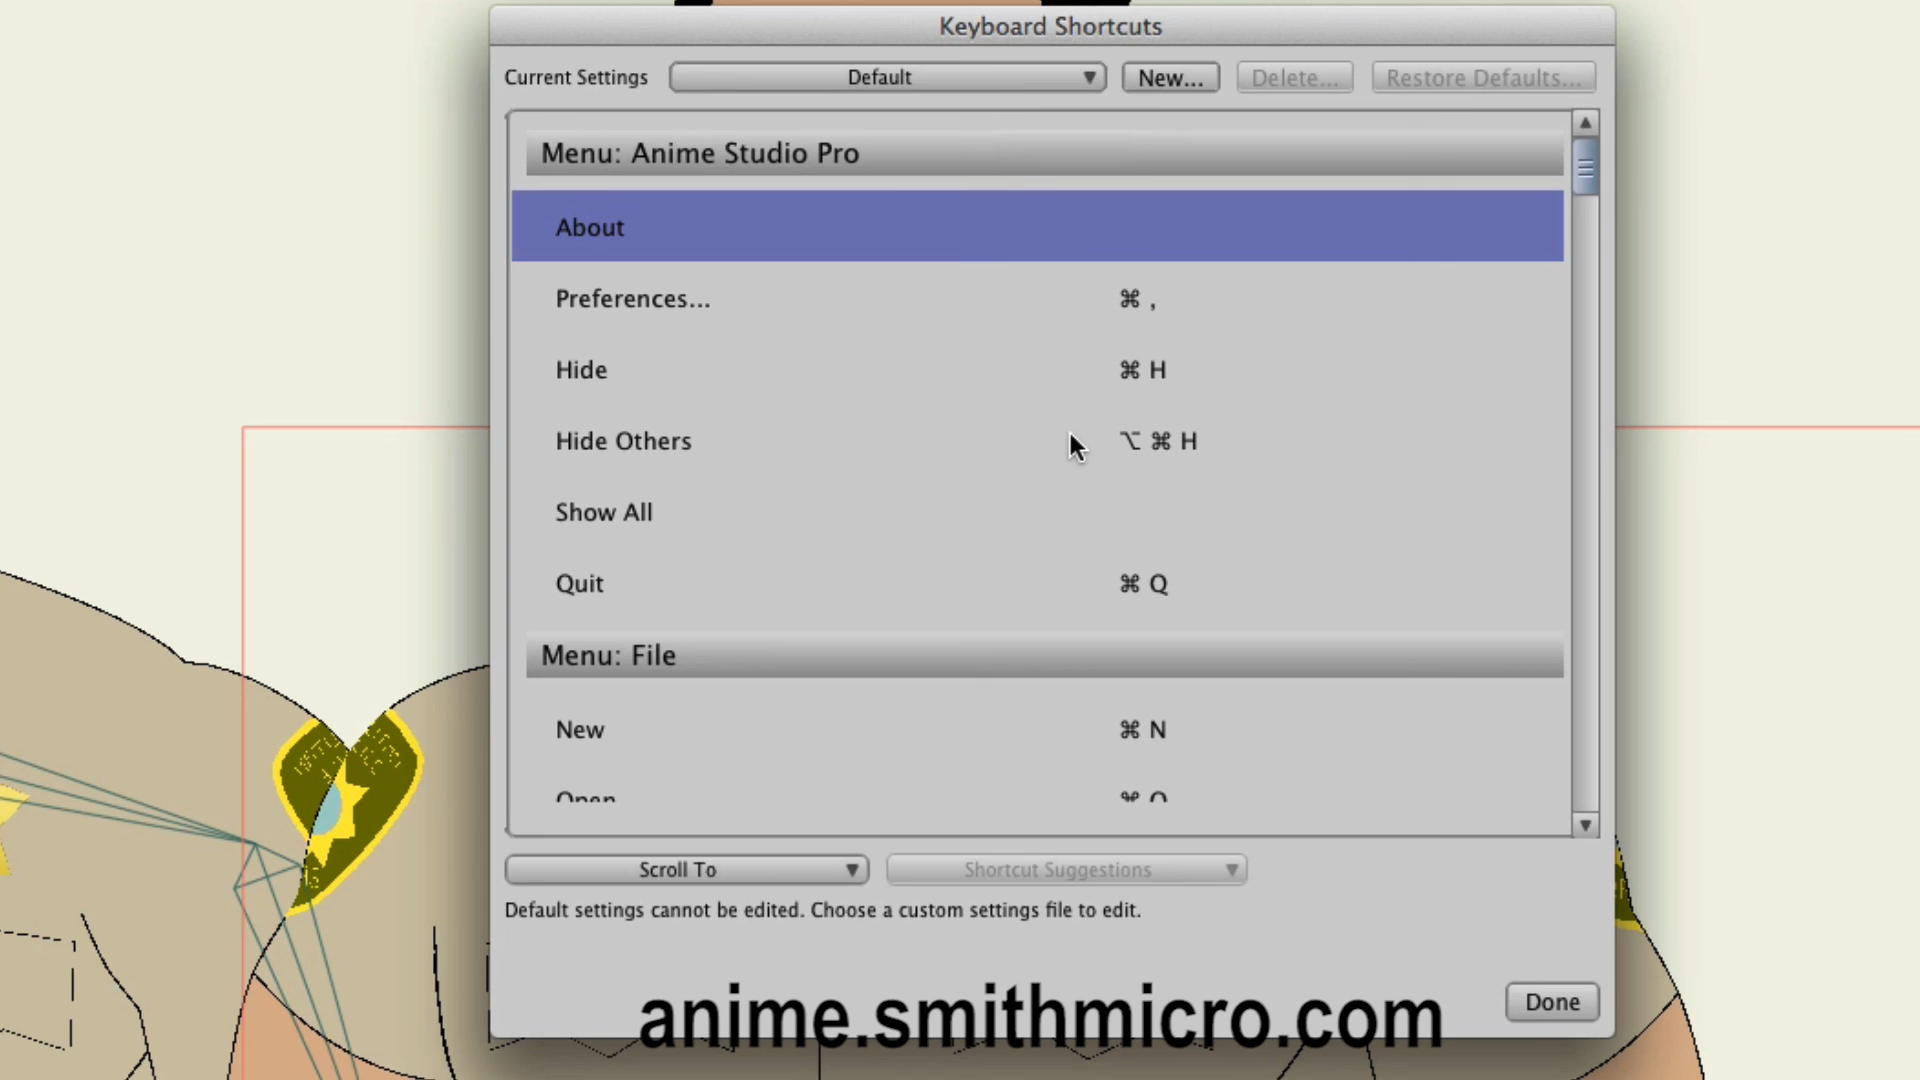 Keyboard Shortcuts
Current Settings Default New... Delete... Restore Defaults...
Menu: Anime Studio Pro
About
Preferences... ⌘ ,
Hide ⌘ H
Hide Others ⌥ ⌘ H
Show All
Quit ⌘ Q
Menu: File
New ⌘ N
Open ⌘ O
Scroll To Shortcut Suggestions
Default settings cannot be edited. Choose a custom settings file to edit.
Done
anime.smithmicro.com